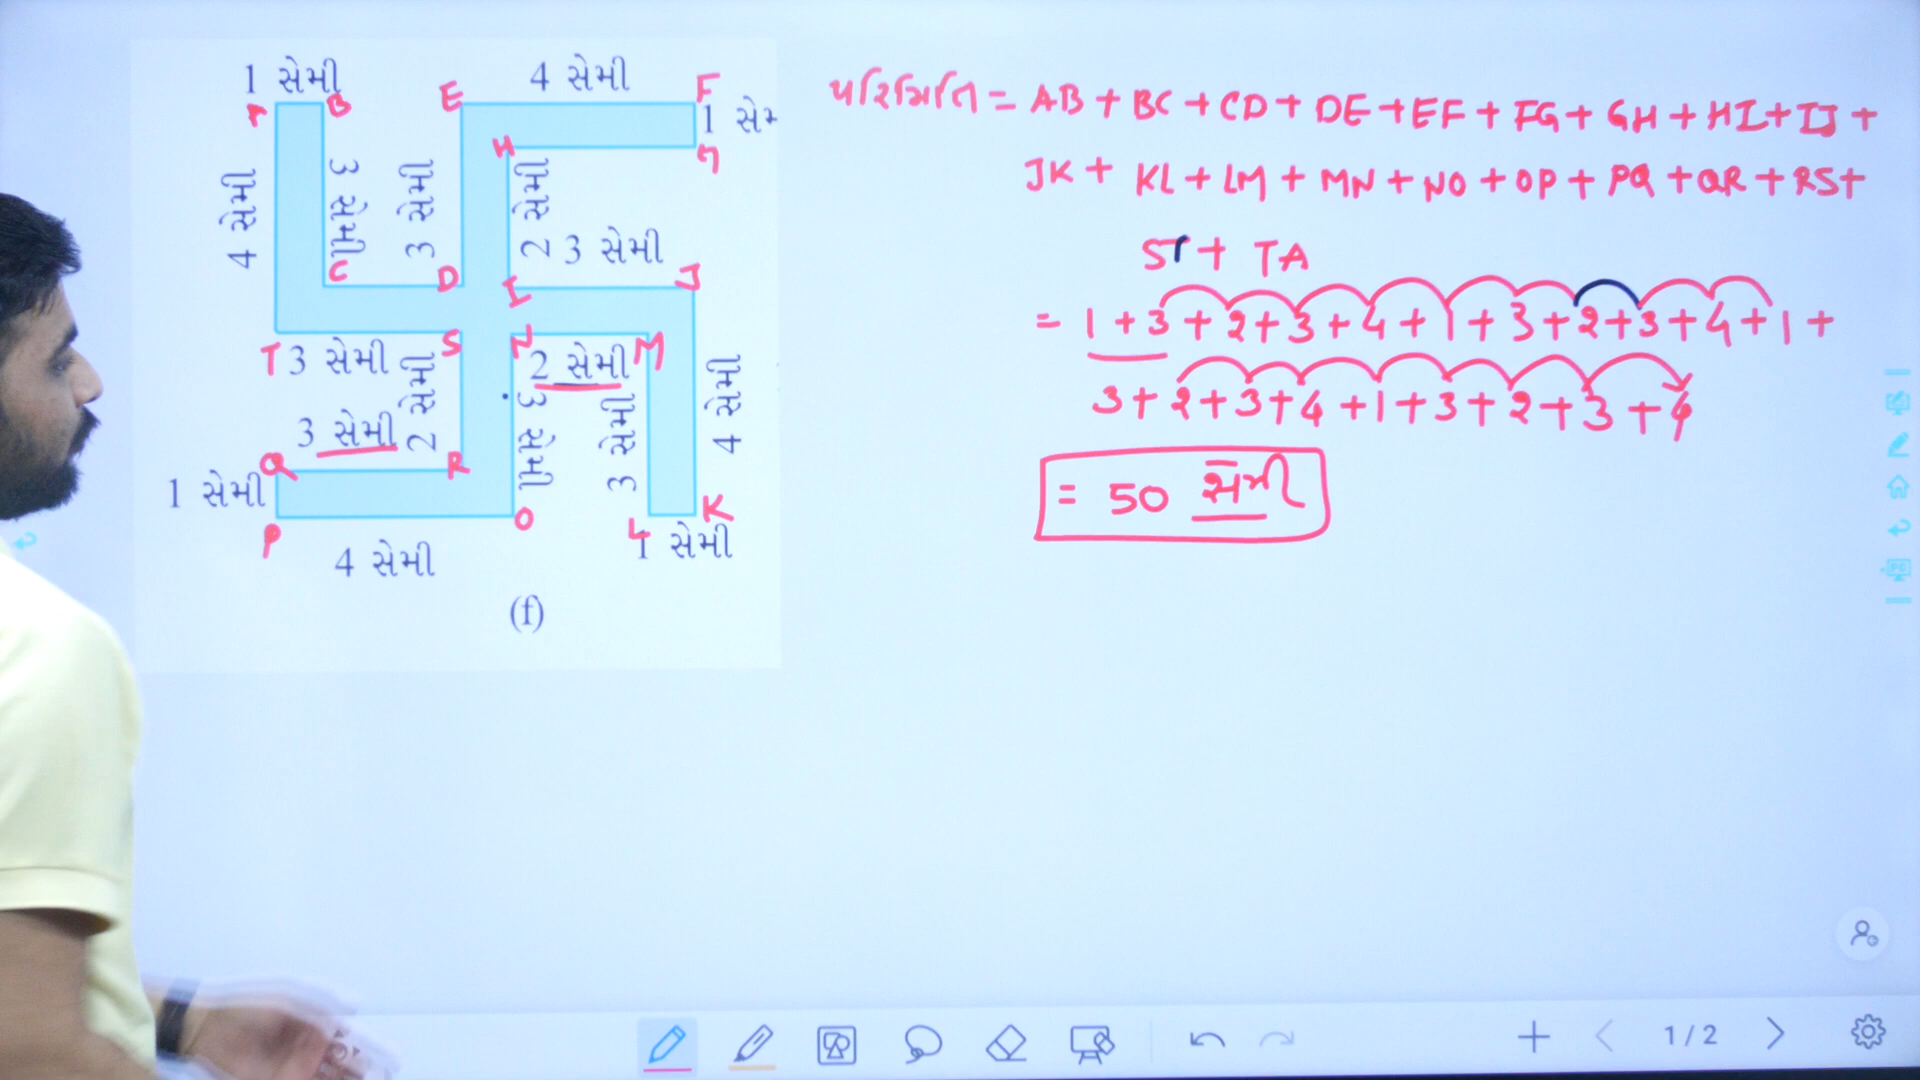 1 સેમી
4 સેમી
A B E F
1 સે
H G
4 સેમી
3 સેમી
3 સેમી
2 સેમી
3 સેમી
C D I J
T S N M
3 સેમી
2 સેમી
2 સેમી
3 સેમી
3 સેમી
3 સેમી
4 સેમી
Q R
1 સેમી
P O L K
4 સેમી
1 સેમી
(f)
પરિમિતિ = AB + BC + CD + DE + EF + FG + GH + HI + IJ +
JK + KL + LM + MN + NO + OP + PQ + QR + RS +
ST + TA
= 1 + 3 + 2 + 3 + 4 + 1 + 3 + 2 + 3 + 4 + 1 +
3 + 2 + 3 + 4 + 1 + 3 + 2 + 3 + 4
= 50 સેમી
1 / 2